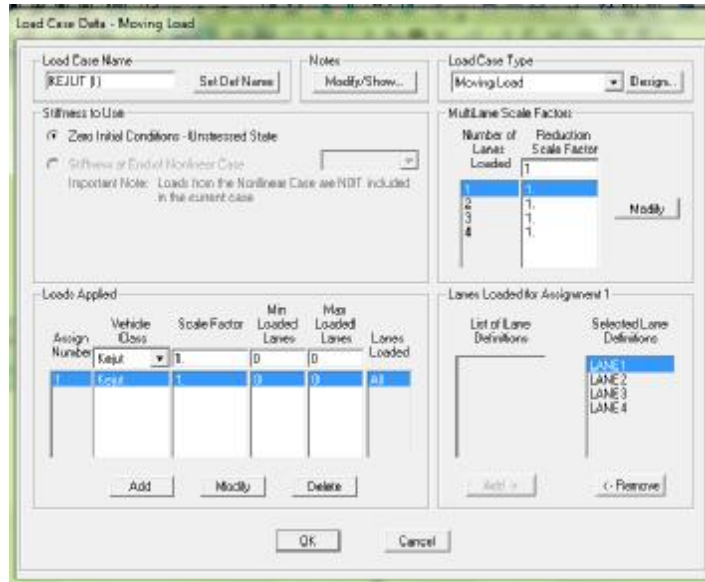 Load Case Data - Moving Load
Load Case Name
KEJUT (I)
Set Def Name
Notes
Modify/Show...
Load Case Type
Moving Load
Design...
Stiffness to Use
Zero Initial Conditions - Unstressed State
Stiffness at End of Nonlinear Case
Important Note: Loads from the Nonlinear Case are NOT included
in the current case
MultiLane Scale Factors
Number of Lanes Loaded
Reduction Scale Factor
1
1 1.
2 1.
3 1.
4 1.
Modify
Loads Applied
Assign Number
Vehicle Class
Scale Factor
Min Loaded Lanes
Max Loaded Lanes
Lanes Loaded
Kejut 1. 0 0
1 Kejut 1. 0 0 All
Add
Modify
Delete
Lanes Loaded for Assignment 1
List of Lane Definitions
Selected Lane Definitions
LANE1
LANE2
LANE3
LANE4
Add ->
<- Remove
OK
Cancel